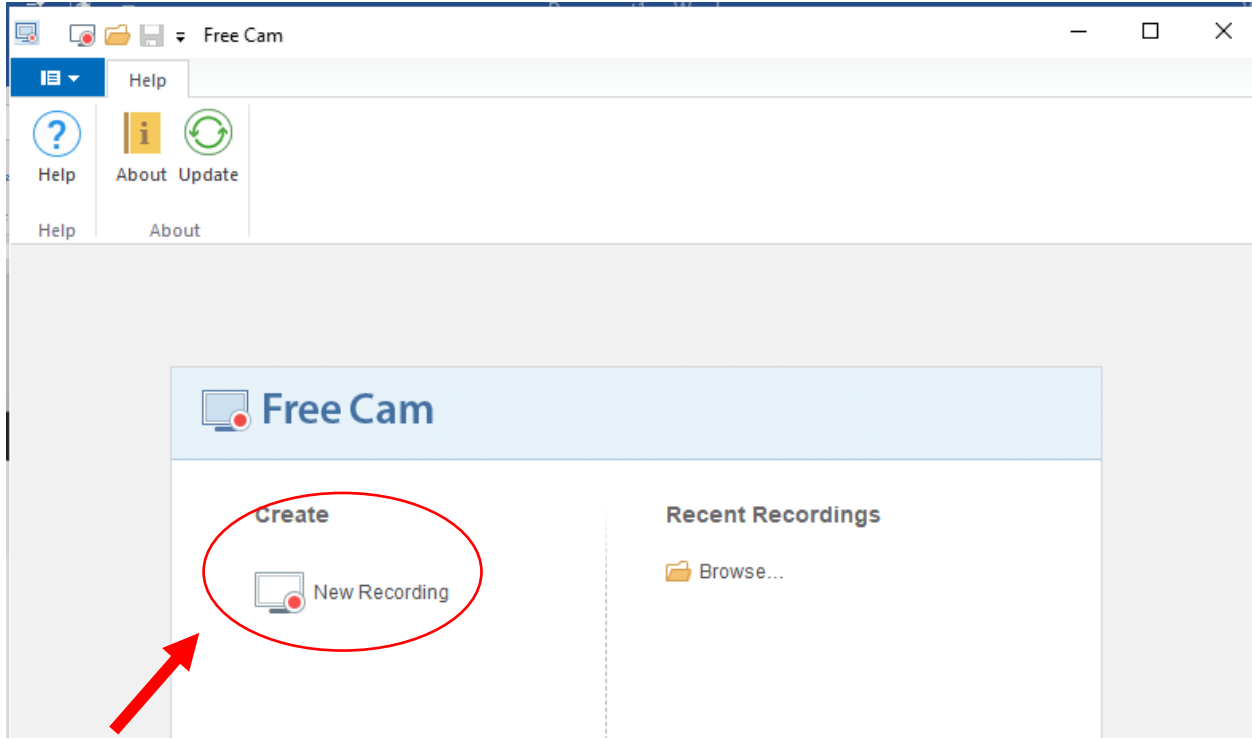 Free Cam
Help
Help
About Update
Help
About
Free Cam
Create
Recent Recordings
New Recording
Browse...